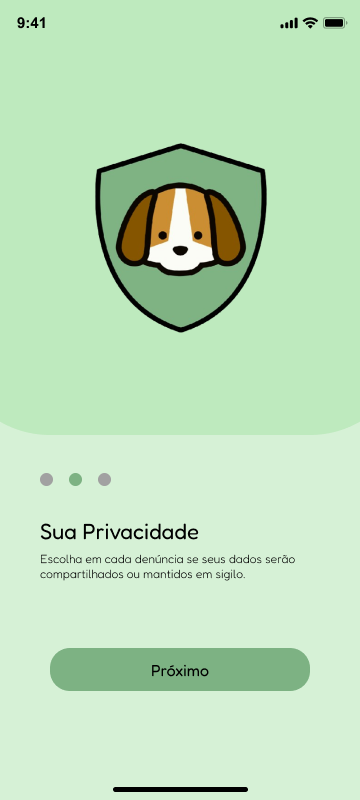 9:41
Sua Privacidade
Escolha em cada denúncia se seus dados serão
compartilhados ou mantidos em sigilo.
Próximo